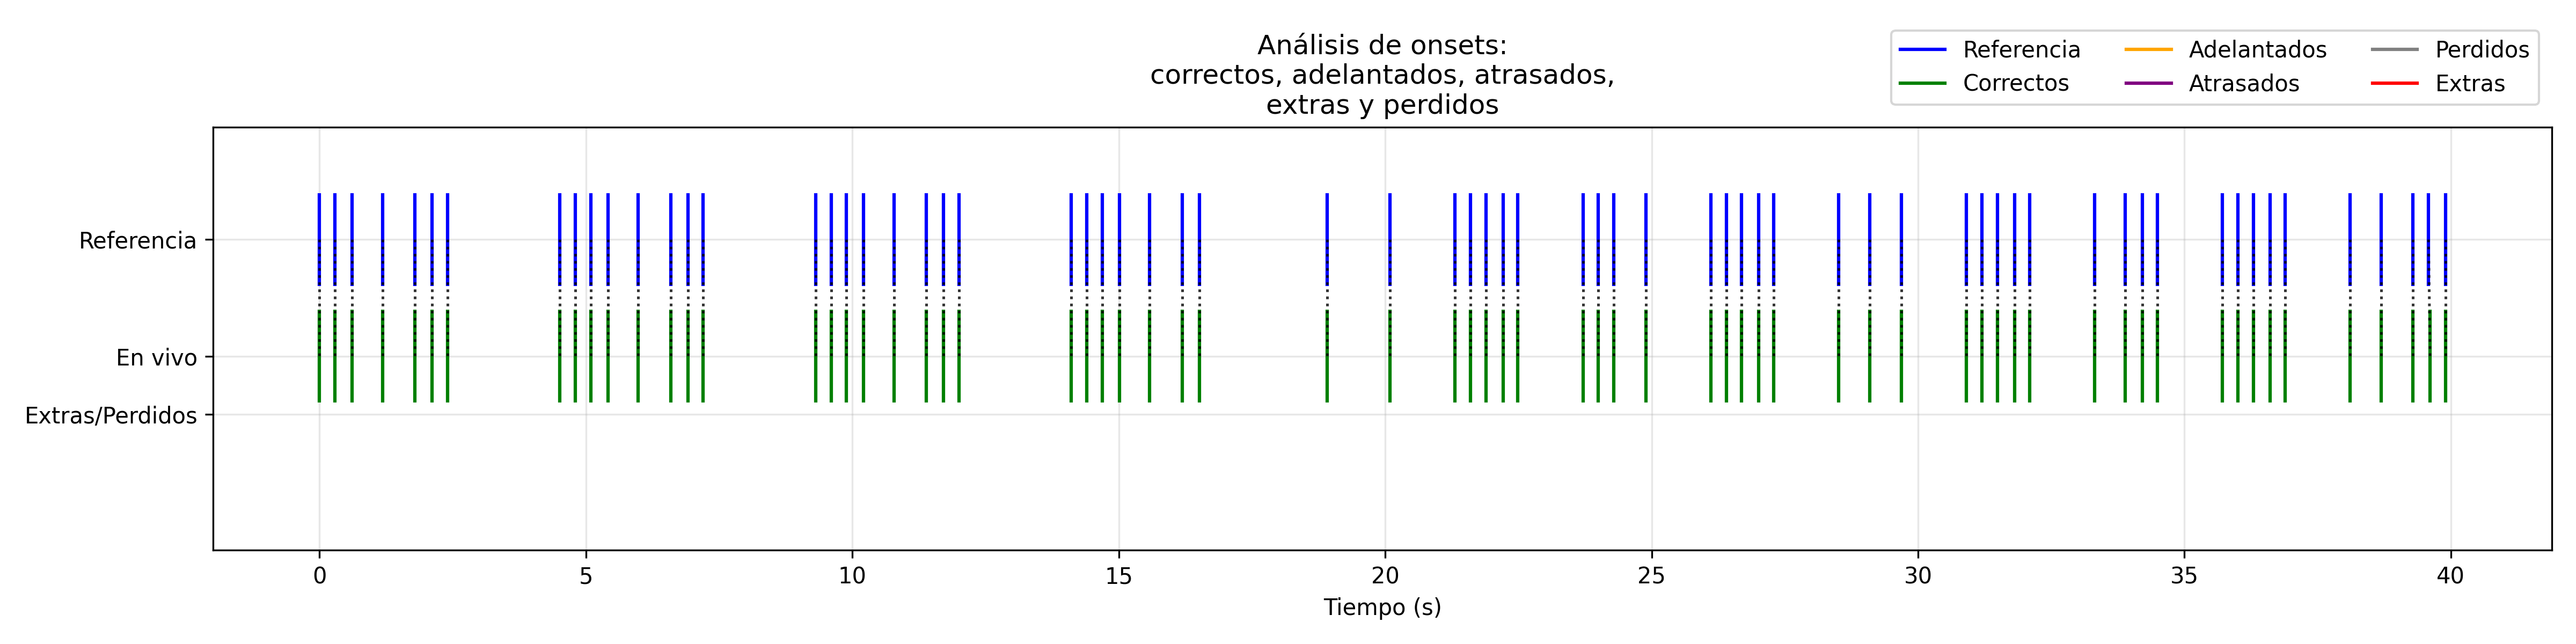 Análisis de onsets:
correctos, adelantados, atrasados,
extras y perdidos
Referencia
Adelantados
Perdidos
Correctos
Atrasados
Extras
Referencia
En vivo
Extras/Perdidos
0 5 10 15 20 25 30 35 40
Tiempo (s)